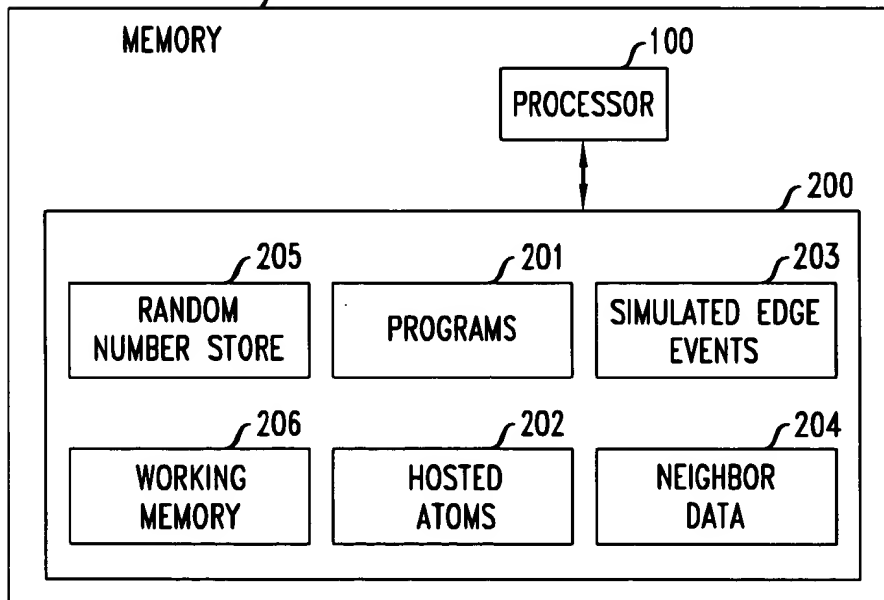 MEMORY
100
PROCESSOR
200
205
201
203
RANDOM
NUMBER STORE
PROGRAMS
SIMULATED EDGE
EVENTS
206
202
204
WORKING
MEMORY
HOSTED
ATOMS
NEIGHBOR
DATA